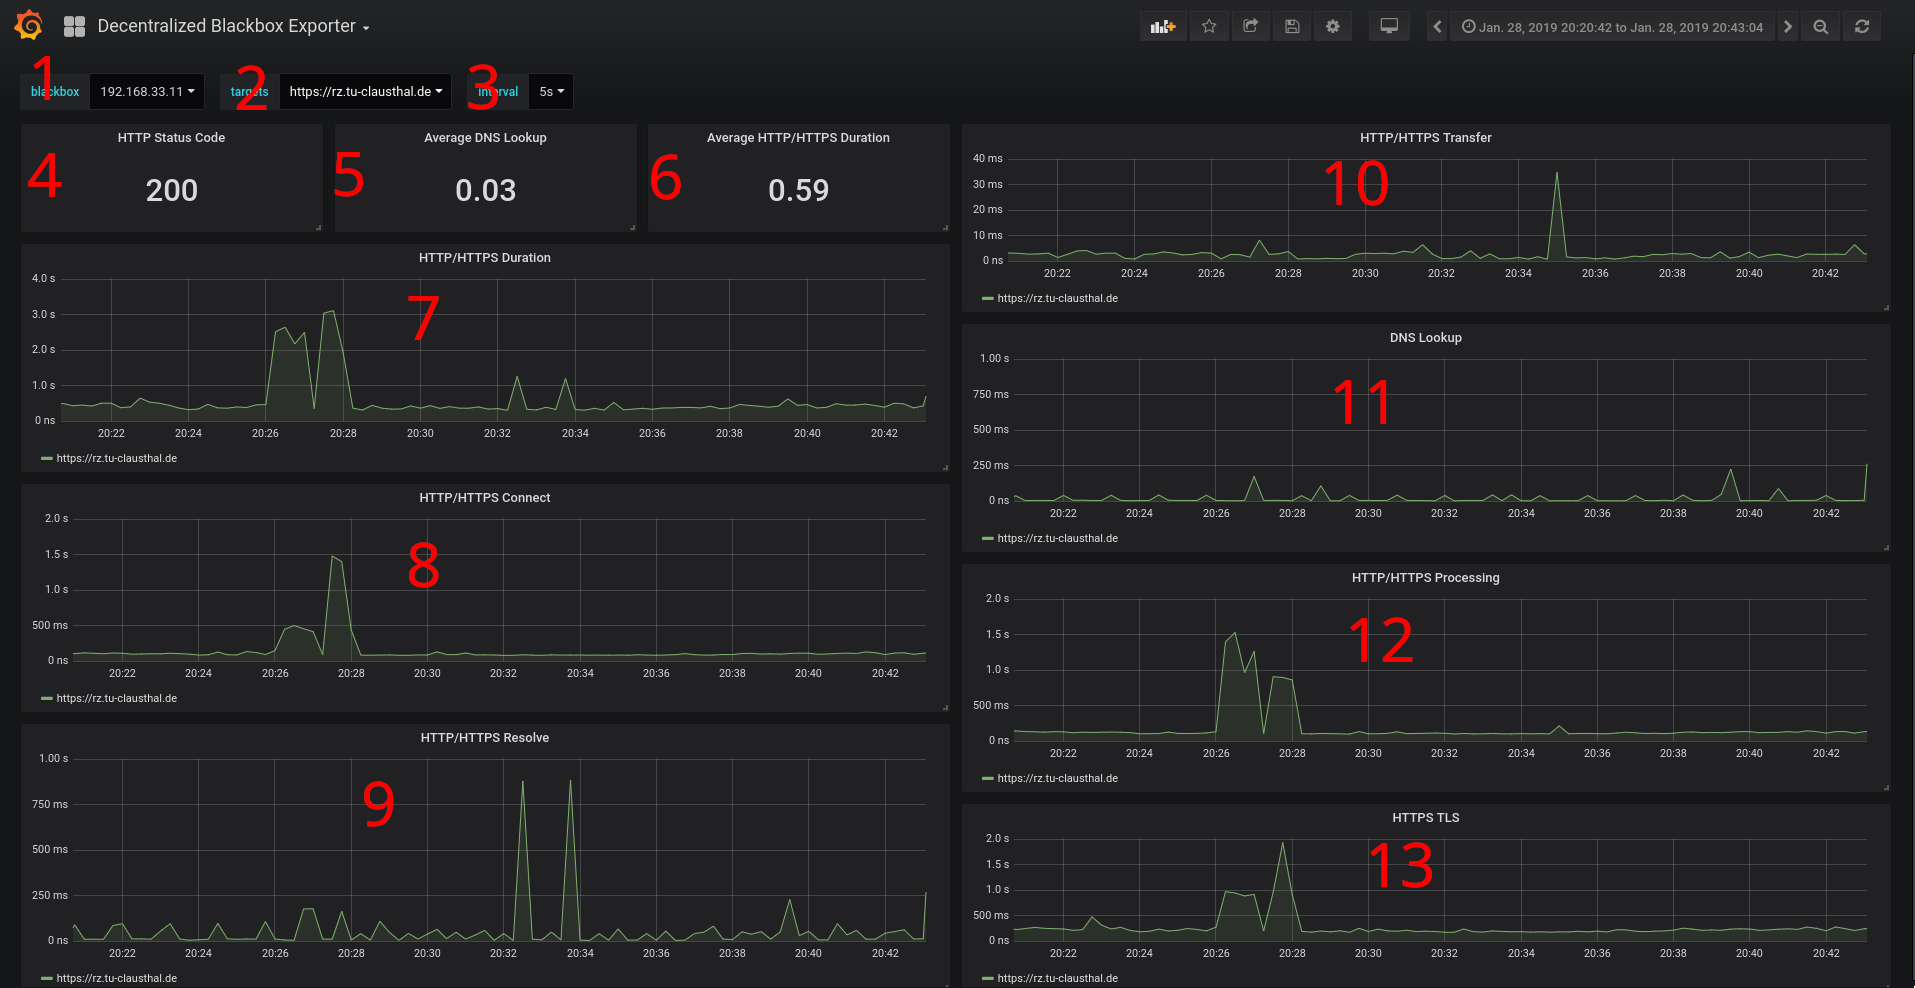 Decentralized Blackbox Exporter
Jan. 28, 2019 20:20:42 to Jan. 28, 2019 20:43:04
1 2 3
blackbox 192.168.33.11 targets https://rz.tu-clausthal.de interval 5s
HTTP Status Code
4
200
Average DNS Lookup
5
0.03
Average HTTP/HTTPS Duration
6
0.59
HTTP/HTTPS Duration
7
4.0 s
3.0 s
2.0 s
1.0 s
0 ns
20:22 20:24 20:26 20:28 20:30 20:32 20:34 20:36 20:38 20:40 20:42
https://rz.tu-clausthal.de
HTTP/HTTPS Connect
8
2.0 s
1.5 s
1.0 s
500 ms
0 ns
20:22 20:24 20:26 20:28 20:30 20:32 20:34 20:36 20:38 20:40 20:42
https://rz.tu-clausthal.de
HTTP/HTTPS Resolve
9
1.00 s
750 ms
500 ms
250 ms
0 ns
20:22 20:24 20:26 20:28 20:30 20:32 20:34 20:36 20:38 20:40 20:42
https://rz.tu-clausthal.de
HTTP/HTTPS Transfer
10
40 ms
30 ms
20 ms
10 ms
0 ns
20:22 20:24 20:26 20:28 20:30 20:32 20:34 20:36 20:38 20:40 20:42
https://rz.tu-clausthal.de
DNS Lookup
11
1.00 s
750 ms
500 ms
250 ms
0 ns
20:22 20:24 20:26 20:28 20:30 20:32 20:34 20:36 20:38 20:40 20:42
https://rz.tu-clausthal.de
HTTP/HTTPS Processing
12
2.0 s
1.5 s
1.0 s
500 ms
0 ns
20:22 20:24 20:26 20:28 20:30 20:32 20:34 20:36 20:38 20:40 20:42
https://rz.tu-clausthal.de
HTTPS TLS
13
2.0 s
1.5 s
1.0 s
500 ms
0 ns
20:22 20:24 20:26 20:28 20:30 20:32 20:34 20:36 20:38 20:40 20:42
https://rz.tu-clausthal.de